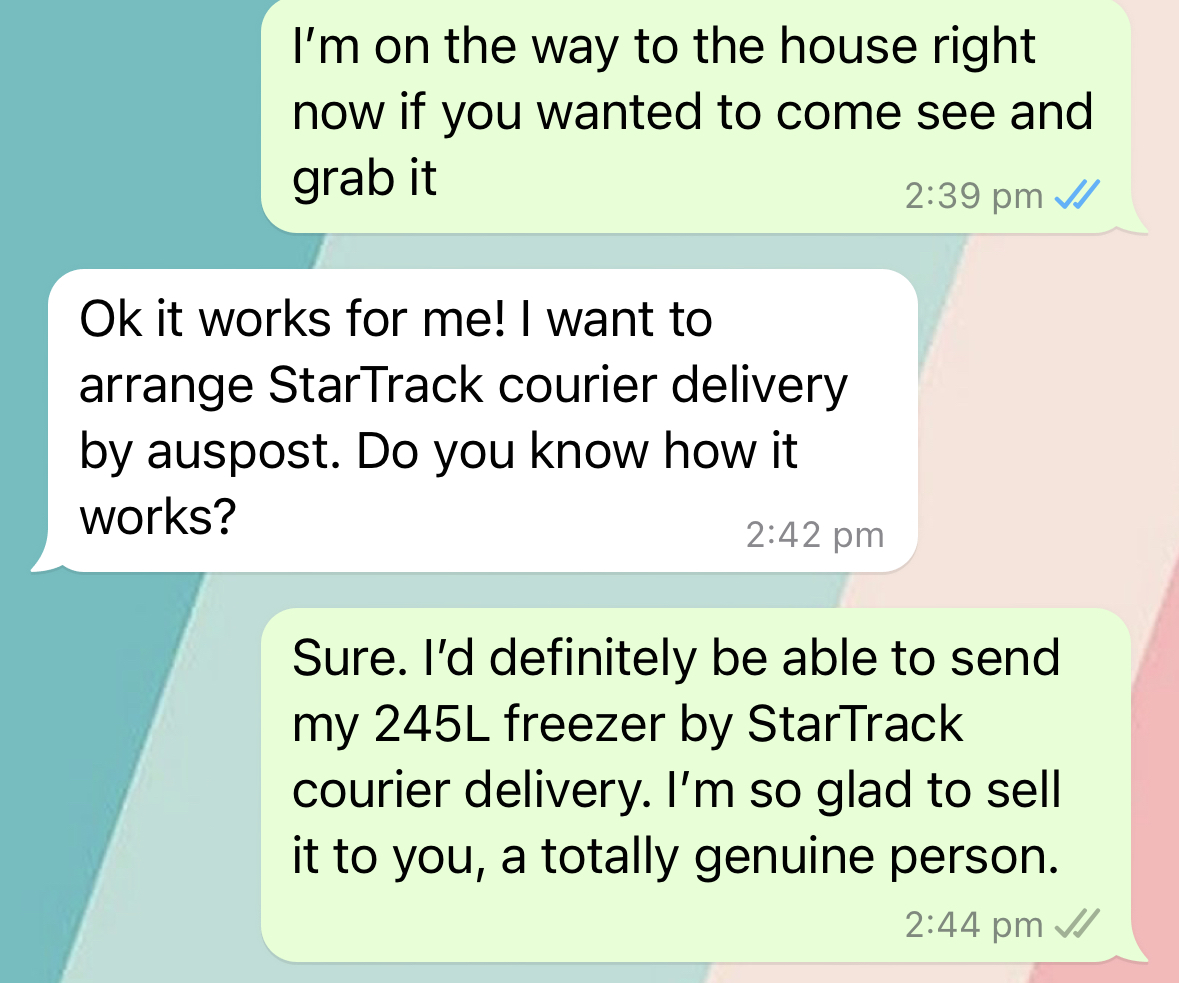 I’m on the way to the house right
now if you wanted to come see and
grab it
2:39 pm
Ok it works for me! I want to
arrange StarTrack courier delivery
by auspost. Do you know how it
works?
2:42 pm
Sure. I’d definitely be able to send
my 245L freezer by StarTrack
courier delivery. I’m so glad to sell
it to you, a totally genuine person.
2:44 pm